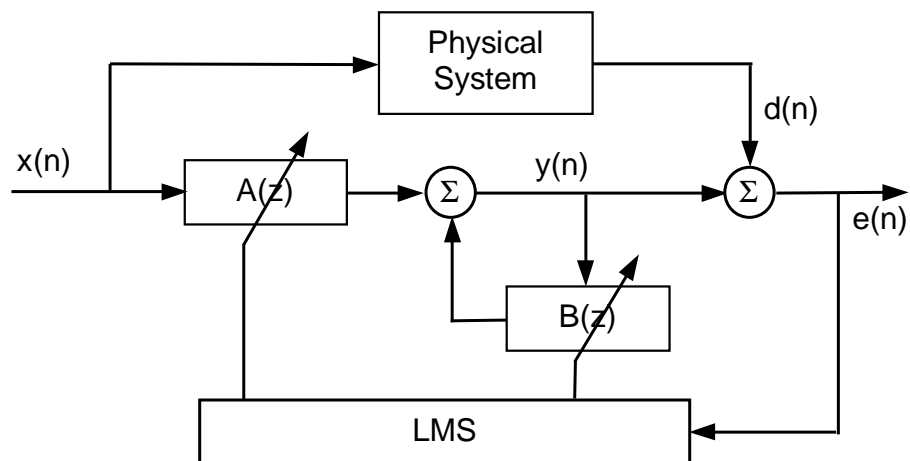 Physical
System
d(n)
x(n)
A(z)
Σ
y(n)
Σ
e(n)
B(z)
LMS